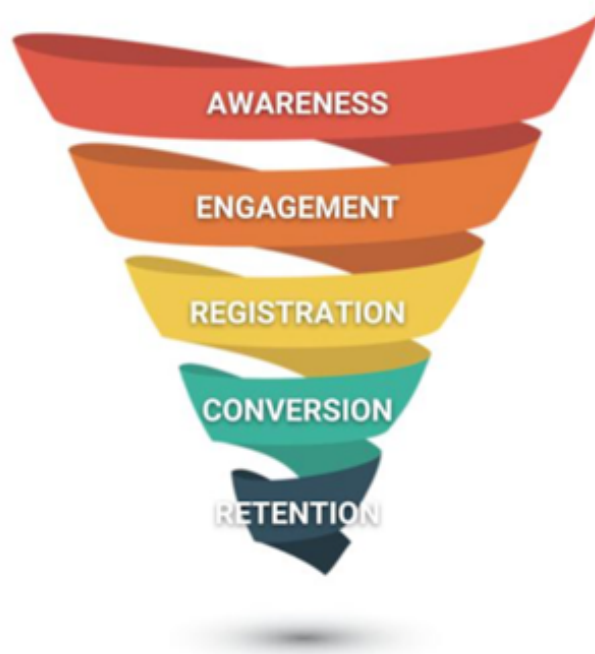 AWARENESS
ENGAGEMENT
REGISTRATION
CONVERSION
RETENTION